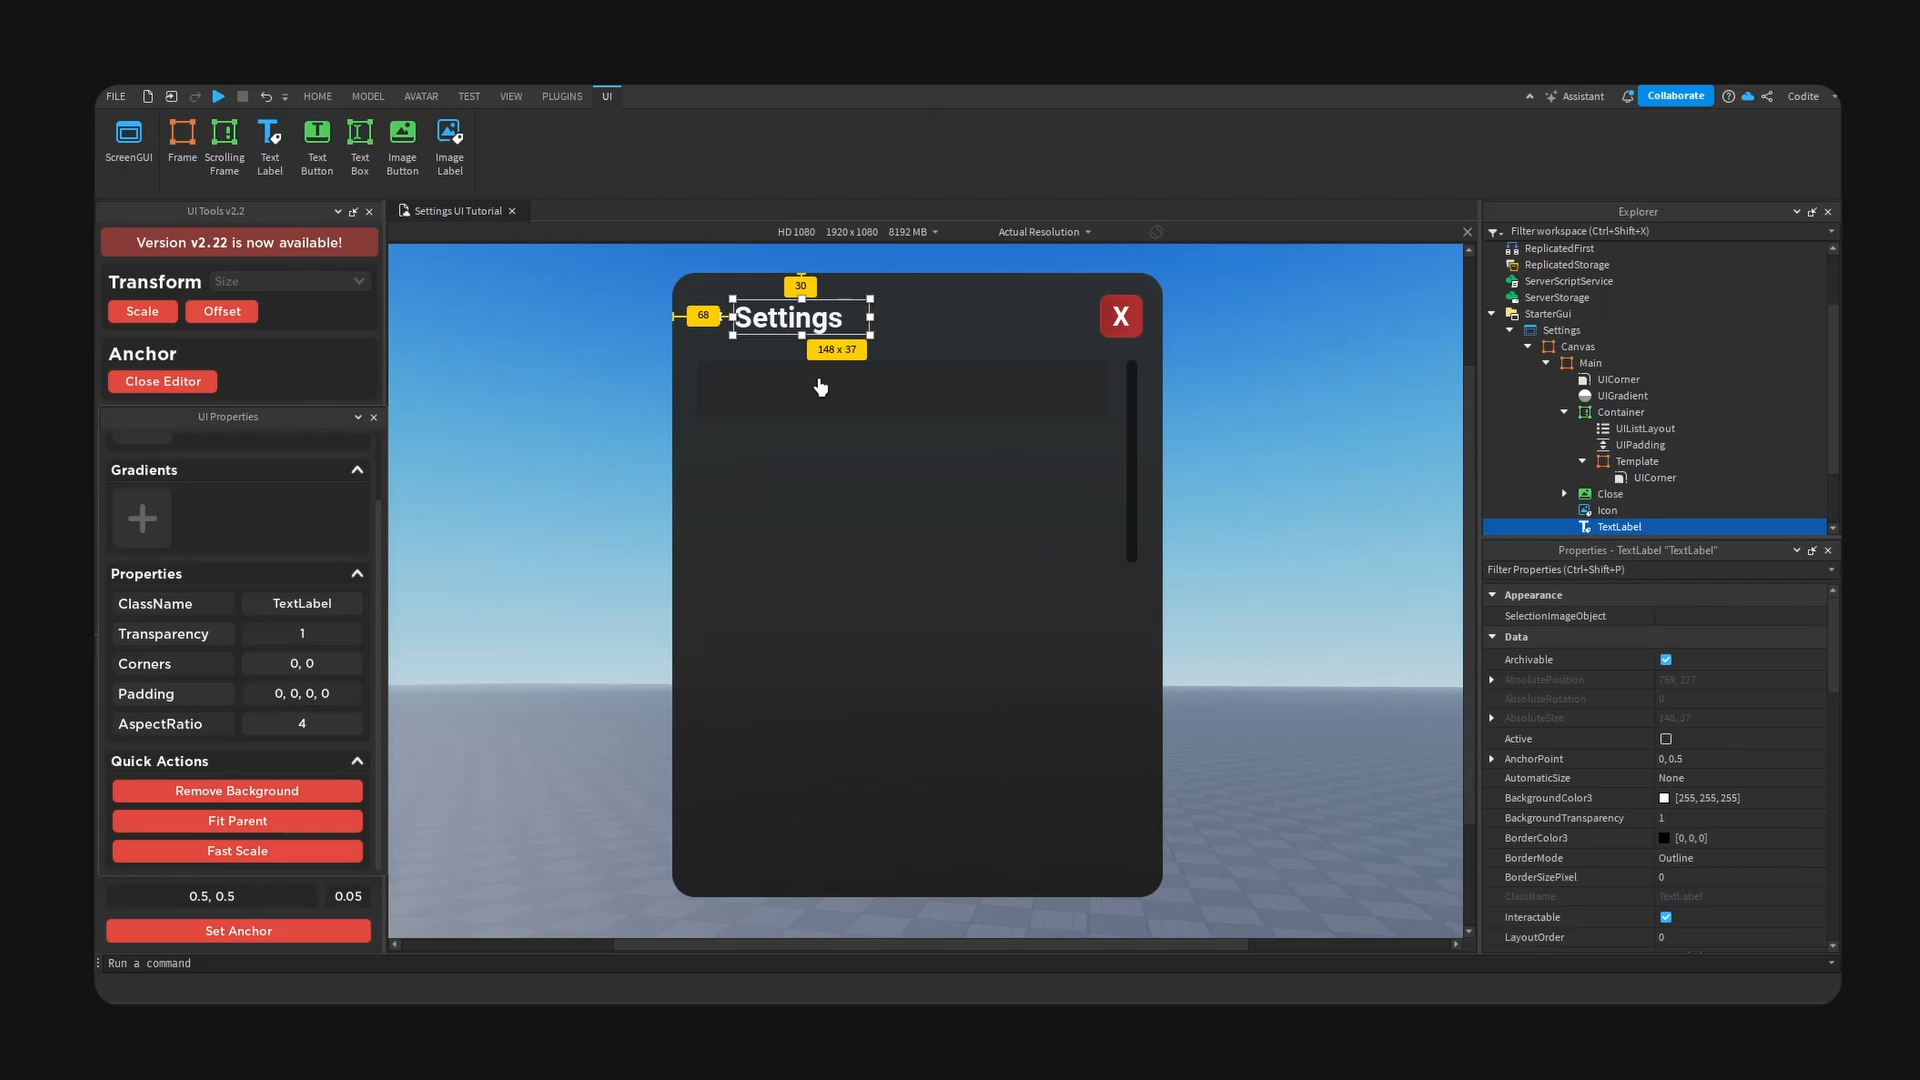 FILE HOME MODEL AVATAR TEST VIEW PLUGINS UI Assistant Collaborate Codite
ScreenGUI Frame Scrolling Frame Text Label Text Button Text Box Image Button Image Label
UI Tools v2.2
Version v2.22 is now available!
Transform Size
Scale Offset
Anchor
Close Editor
UI Properties
Gradients
Properties
ClassName TextLabel
Transparency 1
Corners 0, 0
Padding 0, 0, 0, 0
AspectRatio 4
Quick Actions
Remove Background
Fit Parent
Fast Scale
0.5, 0.5 0.05
Set Anchor
Run a command
Settings UI Tutorial
HD 1080 1920 x 1080 8192 MB Actual Resolution
30
68 Settings X
148 x 37
Explorer
Filter workspace (Ctrl+Shift+X)
ReplicatedFirst
ReplicatedStorage
ServerScriptService
ServerStorage
StarterGui
Settings
Canvas
Main
UICorner
UIGradient
Container
UIListLayout
UIPadding
Template
UICorner
Close
Icon
TextLabel
Properties - TextLabel "TextLabel"
Filter Properties (Ctrl+Shift+P)
Appearance
SelectionImageObject
Data
Archivable
AbsolutePosition 759, 227
AbsoluteRotation 0
AbsoluteSize 148, 37
Active
AnchorPoint 0, 0.5
AutomaticSize None
BackgroundColor3 [255, 255, 255]
BackgroundTransparency 1
BorderColor3 [0, 0, 0]
BorderMode Outline
BorderSizePixel 0
ClassName TextLabel
Interactable
LayoutOrder 0